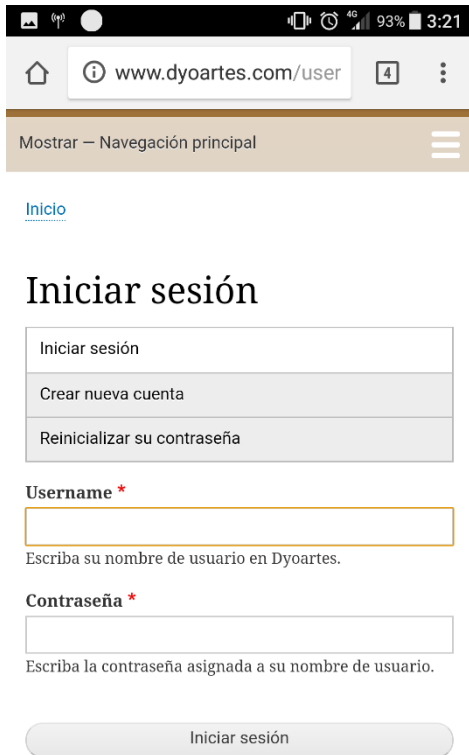 4G 93% 3:21
www.dyoartes.com/user 4
Mostrar — Navegación principal
Inicio
Iniciar sesión
Iniciar sesión
Crear nueva cuenta
Reinicializar su contraseña
Username *
Escriba su nombre de usuario en Dyoartes.
Contraseña *
Escriba la contraseña asignada a su nombre de usuario.
Iniciar sesión